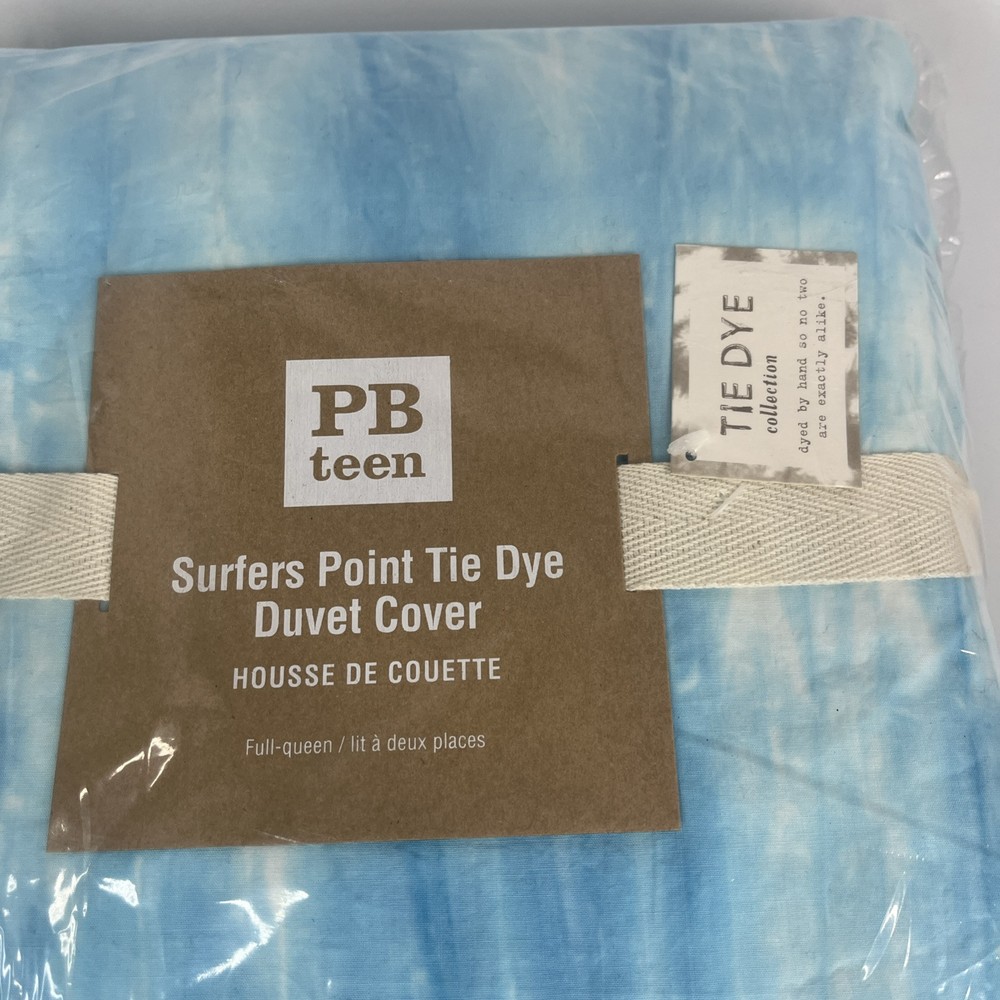 PB
teen
Surfers Point Tie Dye
Duvet Cover
HOUSSE DE COUETTE
Full-queen / lit à deux places
TIE DYE
collection
dyed by hand so no two
are exactly alike.